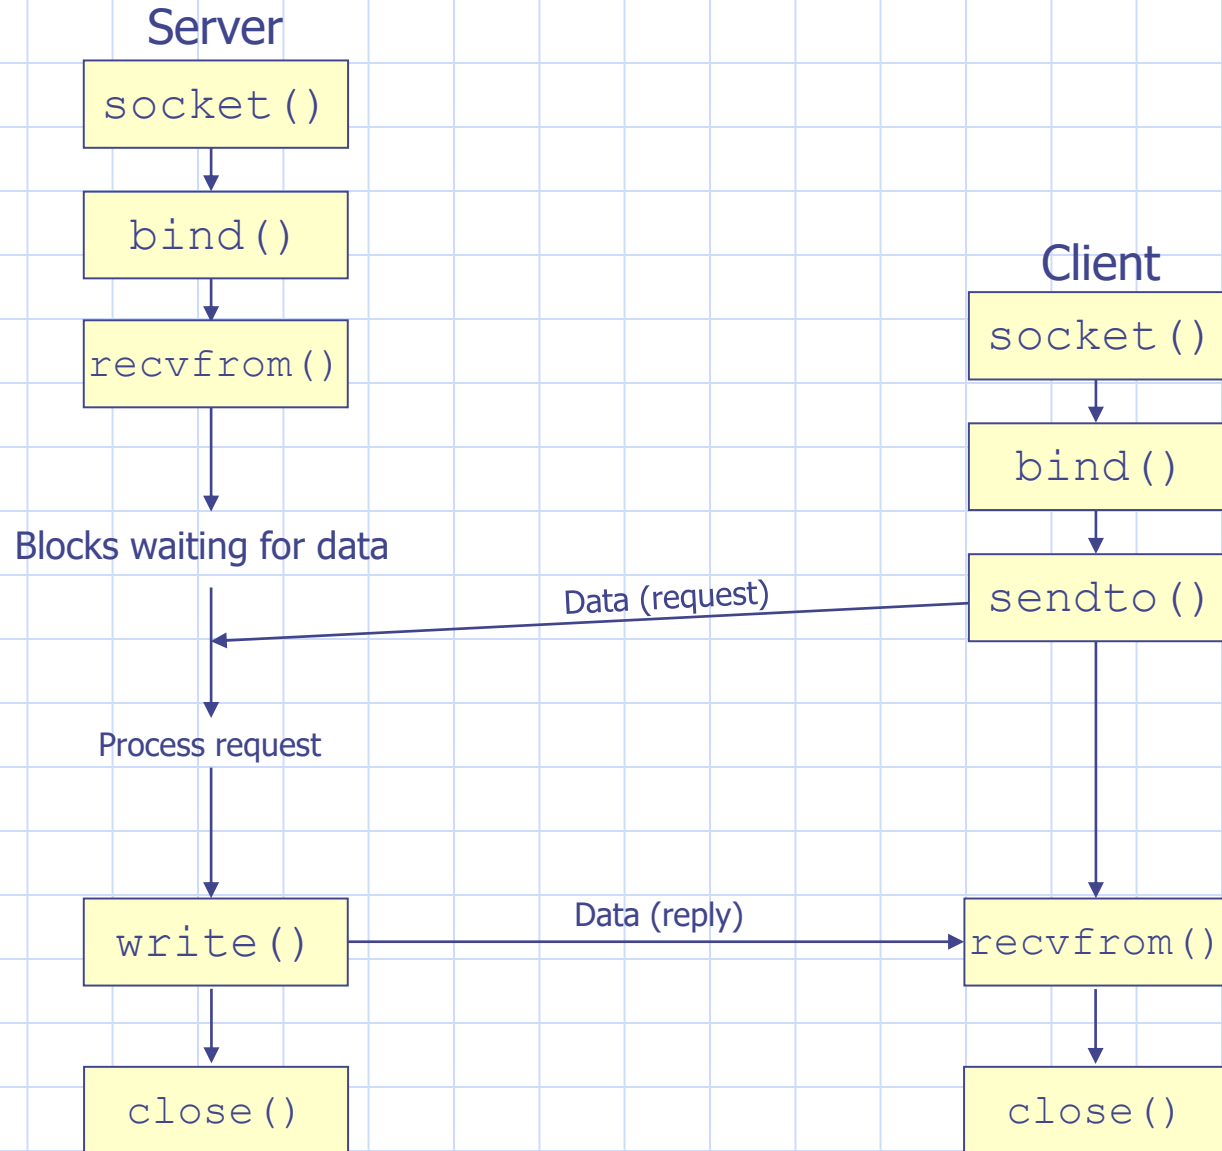 Server
socket()
bind()
recvfrom()
Blocks waiting for data
Process request
write()
close()
Data (request)
Data (reply)
Client
socket()
bind()
sendto()
recvfrom()
close()